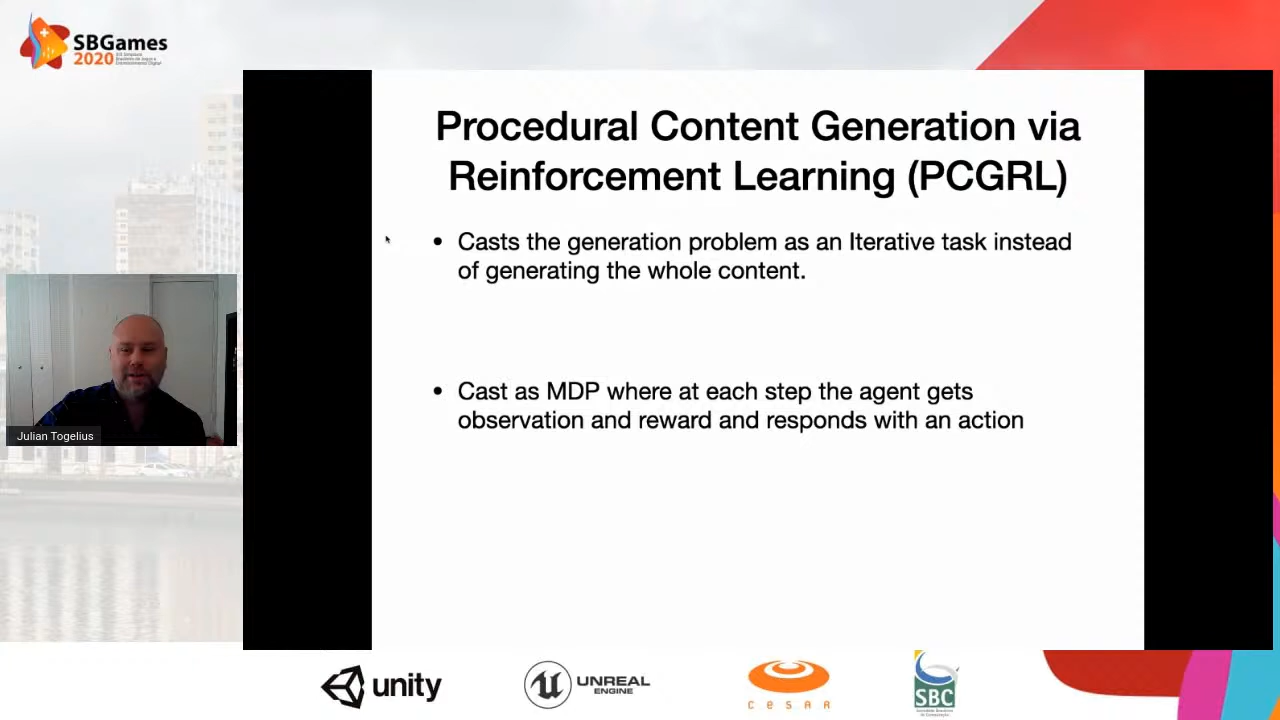 SBGames
2020
Procedural Content Generation via
Reinforcement Learning (PCGRL)
• Casts the generation problem as an Iterative task instead
of generating the whole content.
• Cast as MDP where at each step the agent gets
observation and reward and responds with an action
Julian Togelius
unity
UNREAL
ENGINE
CESAR
SBC